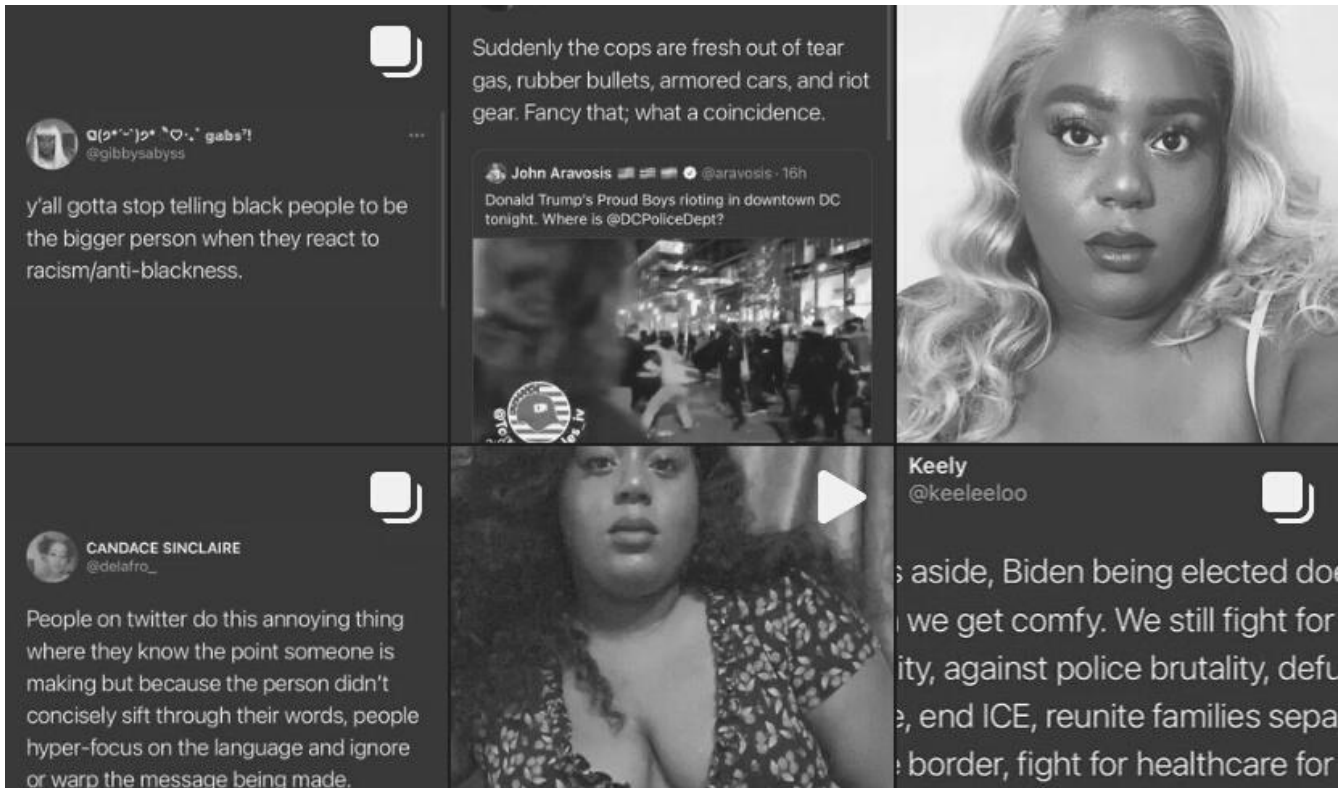 gabs⁷!
@gibbysabyss
y'all gotta stop telling black people to be
the bigger person when they react to
racism/anti-blackness.
Suddenly the cops are fresh out of tear
gas, rubber bullets, armored cars, and riot
gear. Fancy that; what a coincidence.
John Aravosis @aravosis · 16h
Donald Trump's Proud Boys rioting in downtown DC
tonight. Where is @DCPoliceDept?
CANDACE SINCLAIRE
@delafro_
People on twitter do this annoying thing
where they know the point someone is
making but because the person didn't
concisely sift through their words, people
hyper-focus on the language and ignore
or warp the message being made.
Keely
@keeleeloo
s aside, Biden being elected doe
we get comfy. We still fight for
ity, against police brutality, defu
e, end ICE, reunite families sepa
border, fight for healthcare for